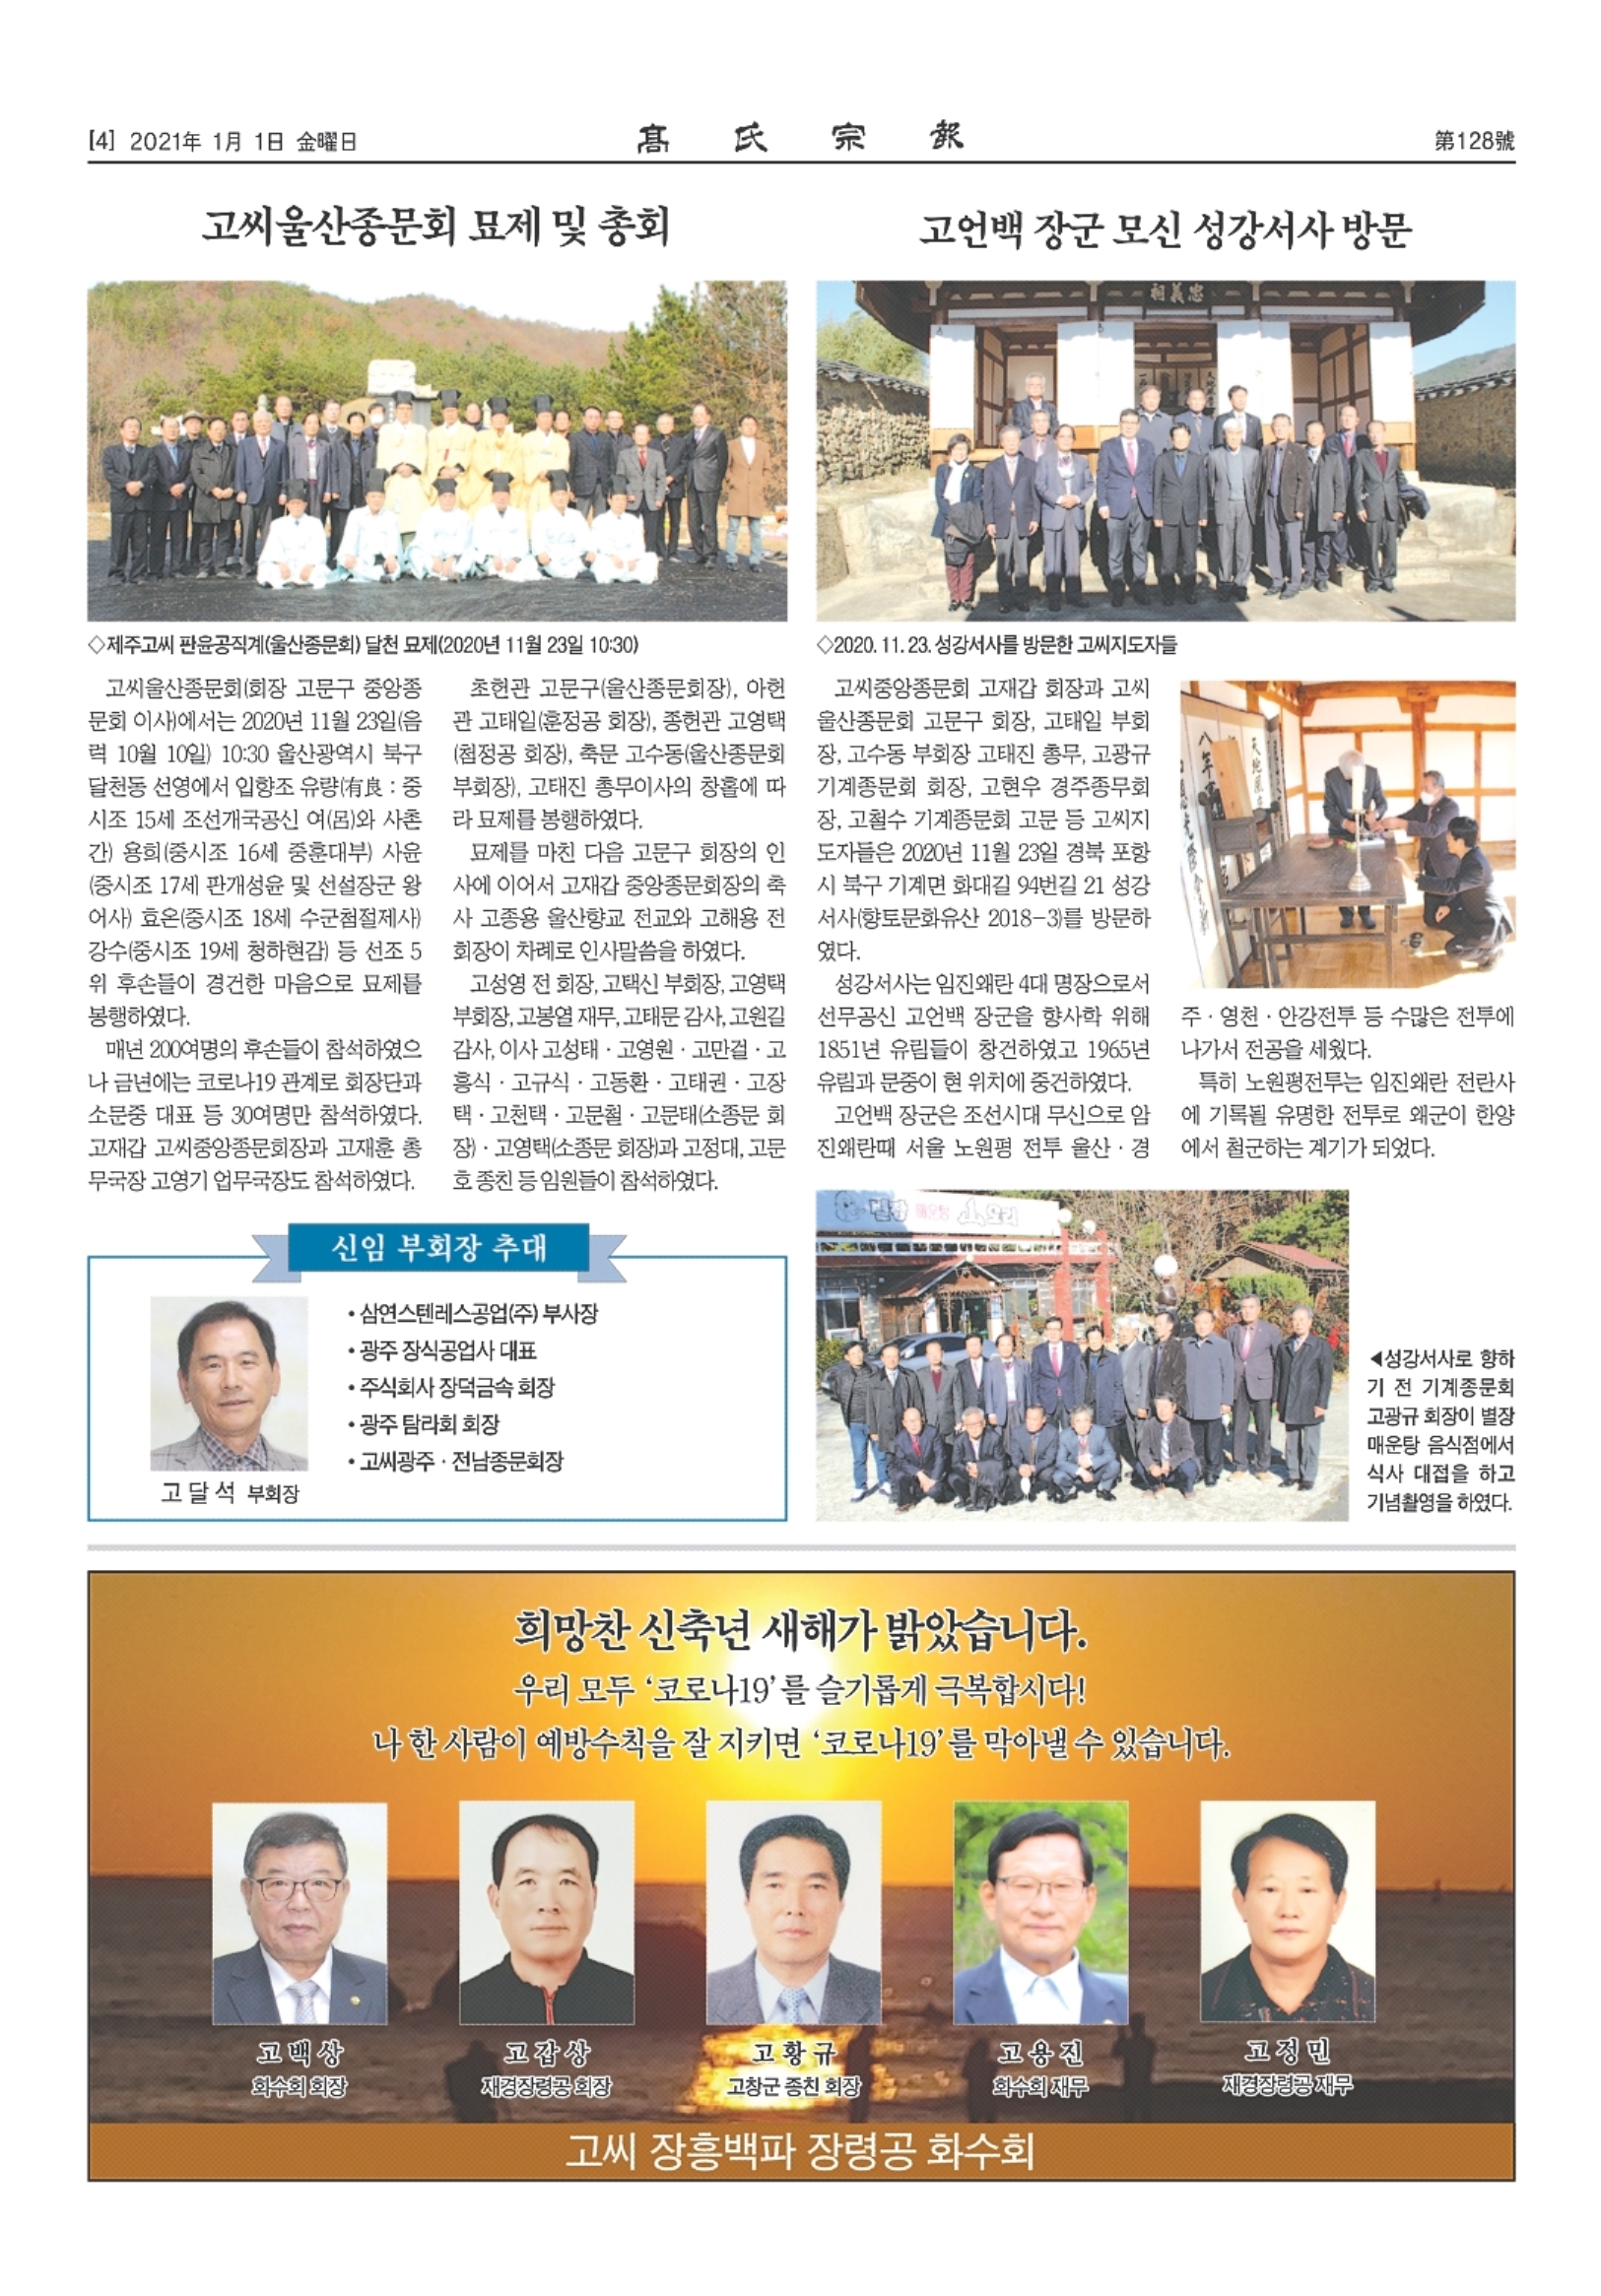 [4] 2021年 1月 1日 金曜日
髙氏宗報
第128號
고씨울산종문회 묘제 및 총회
◇제주고씨 판윤공직계(울산종문회) 달천 묘제(2020년 11월 23일 10:30)
고씨울산종문회(회장 고문구 중앙종
문회 이사)에서는 2020년 11월 23일(음
력 10월 10일) 10:30 울산광역시 북구
달천동 선영에서 입향조 유량(有良 : 중
시조 15세 조선개국공신 여(呂)와 사촌
간) 용희(중시조 16세 중훈대부) 사윤
(중시조 17세 판개성윤 및 선설장군 왕
어사) 효온(중시조 18세 수군첨절제사)
강수(중시조 19세 청하현감) 등 선조 5
위 후손들이 경건한 마음으로 묘제를
봉행하였다.
매년 200여명의 후손들이 참석하였으
나 금년에는 코로나19 관계로 회장단과
소문중 대표 등 30여명만 참석하였다.
고재갑 고씨중앙종문회장과 고재훈 총
무국장 고영기 업무국장도 참석하였다.
초헌관 고문구(울산종문회장), 아헌
관 고태일(훈정공 회장), 종헌관 고영택
(첨정공 회장), 축문 고수동(울산종문회
부회장), 고태진 총무이사의 창홀에 따
라 묘제를 봉행하였다.
묘제를 마친 다음 고문구 회장의 인
사에 이어서 고재갑 중앙종문회장의 축
사 고종용 울산향교 전교와 고해용 전
회장이 차례로 인사말씀을 하였다.
고성영 전 회장, 고택신 부회장, 고영택
부회장, 고봉열 재무, 고태문 감사, 고원길
감사, 이사 고성태 · 고영원 · 고만걸 · 고
흥식 · 고규식 · 고동환 · 고태권 · 고장
택 · 고천택 · 고문철 · 고문태(소종문 회
장) · 고영택(소종문 회장)과 고정대, 고문
호 종친 등 임원들이 참석하였다.
신임 부회장 추대
• 삼연스텐레스공업(주) 부사장
• 광주 장식공업사 대표
• 주식회사 장덕금속 회장
• 광주 탐라회 회장
• 고씨광주 · 전남종문회장
고달석 부회장
고언백 장군 모신 성강서사 방문
祠義忠
◇2020. 11. 23. 성강서사를 방문한 고씨지도자들
고씨중앙종문회 고재갑 회장과 고씨
울산종문회 고문구 회장, 고태일 부회
장, 고수동 부회장 고태진 총무, 고광규
기계종문회 회장, 고현우 경주종무회
장, 고철수 기계종문회 고문 등 고씨지
도자들은 2020년 11월 23일 경북 포항
시 북구 기계면 화대길 94번길 21 성강
서사(향토문화유산 2018-3)를 방문하
였다.
성강서사는 임진왜란 4대 명장으로서
선무공신 고언백 장군을 향사학 위해
1851년 유림들이 창건하였고 1965년
유림과 문중이 현 위치에 중건하였다.
고언백 장군은 조선시대 무신으로 암
진왜란때 서울 노원평 전투 울산 · 경
주 · 영천 · 안강전투 등 수많은 전투에
나가서 전공을 세웠다.
특히 노원평전투는 임진왜란 전란사
에 기록될 유명한 전투로 왜군이 한양
에서 철군하는 계기가 되었다.
매운탕
◀성강서사로 향하
기 전 기계종문회
고광규 회장이 별장
매운탕 음식점에서
식사 대접을 하고
기념촬영을 하였다.
희망찬 신축년 새해가 밝았습니다.
우리 모두 ‘코로나19’를 슬기롭게 극복합시다!
나 한 사람이 예방수칙을 잘 지키면 ‘코로나19’를 막아낼 수 있습니다.
고백상
화수회 회장
고갑상
재경장령공 회장
고황규
고창군 종친 회장
고용진
화수회 재무
고정민
재경장령공 재무
고씨 장흥백파 장령공 화수회